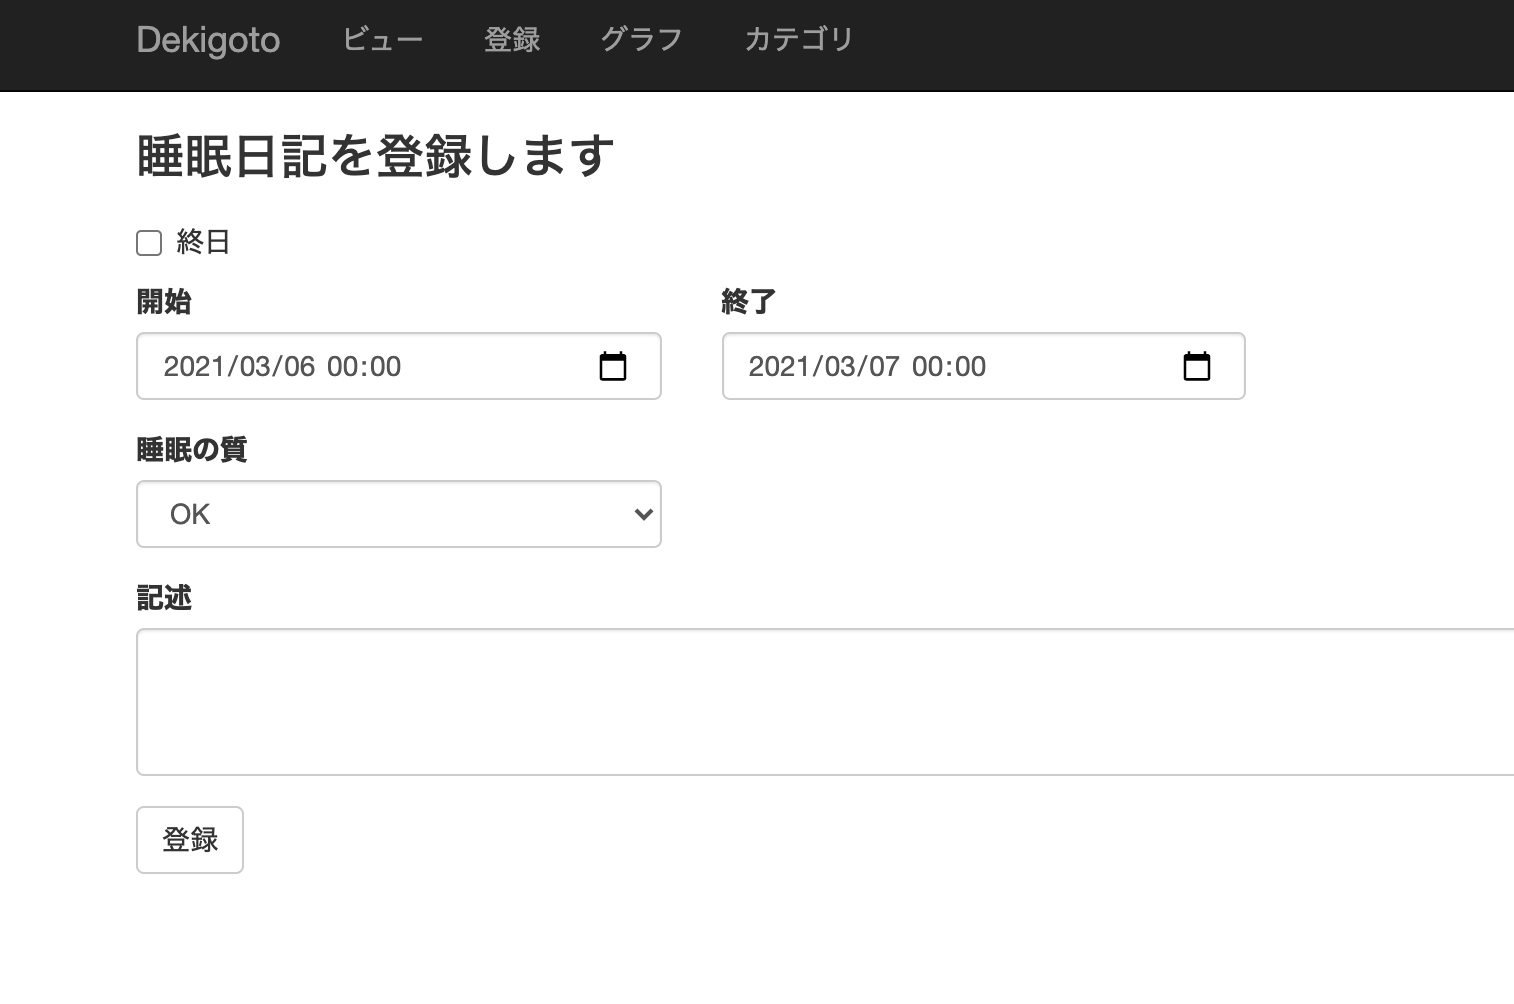 Dekigoto ビュー 登録 グラフ カテゴリ
睡眠日記を登録します
終日
開始 終了
2021/03/06 00:00 2021/03/07 00:00
睡眠の質
OK
記述
登録